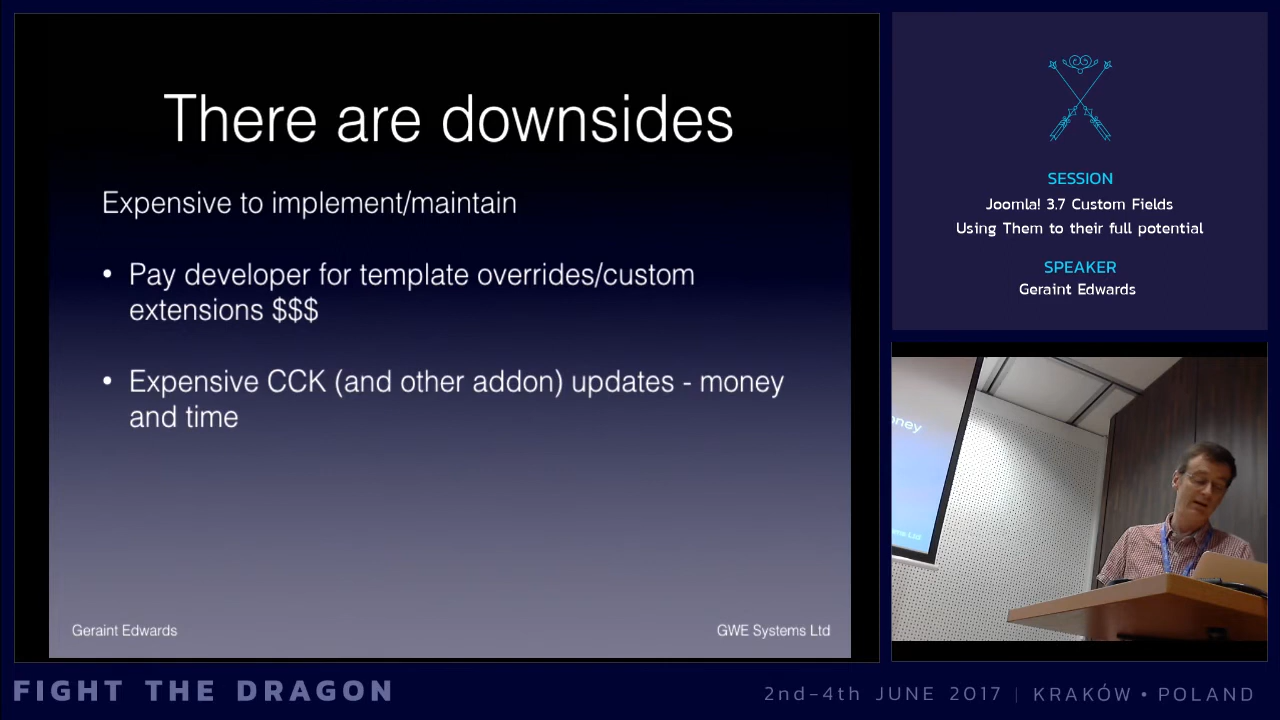 There are downsides
Expensive to implement/maintain
• Pay developer for template overrides/custom
extensions $$$
• Expensive CCK (and other addon) updates - money
and time
Geraint Edwards
GWE Systems Ltd
SESSION
Joomla! 3.7 Custom Fields
Using Them to their full potential
SPEAKER
Geraint Edwards
FIGHT THE DRAGON
2nd-4th JUNE 2017 | KRAKÓW • POLAND